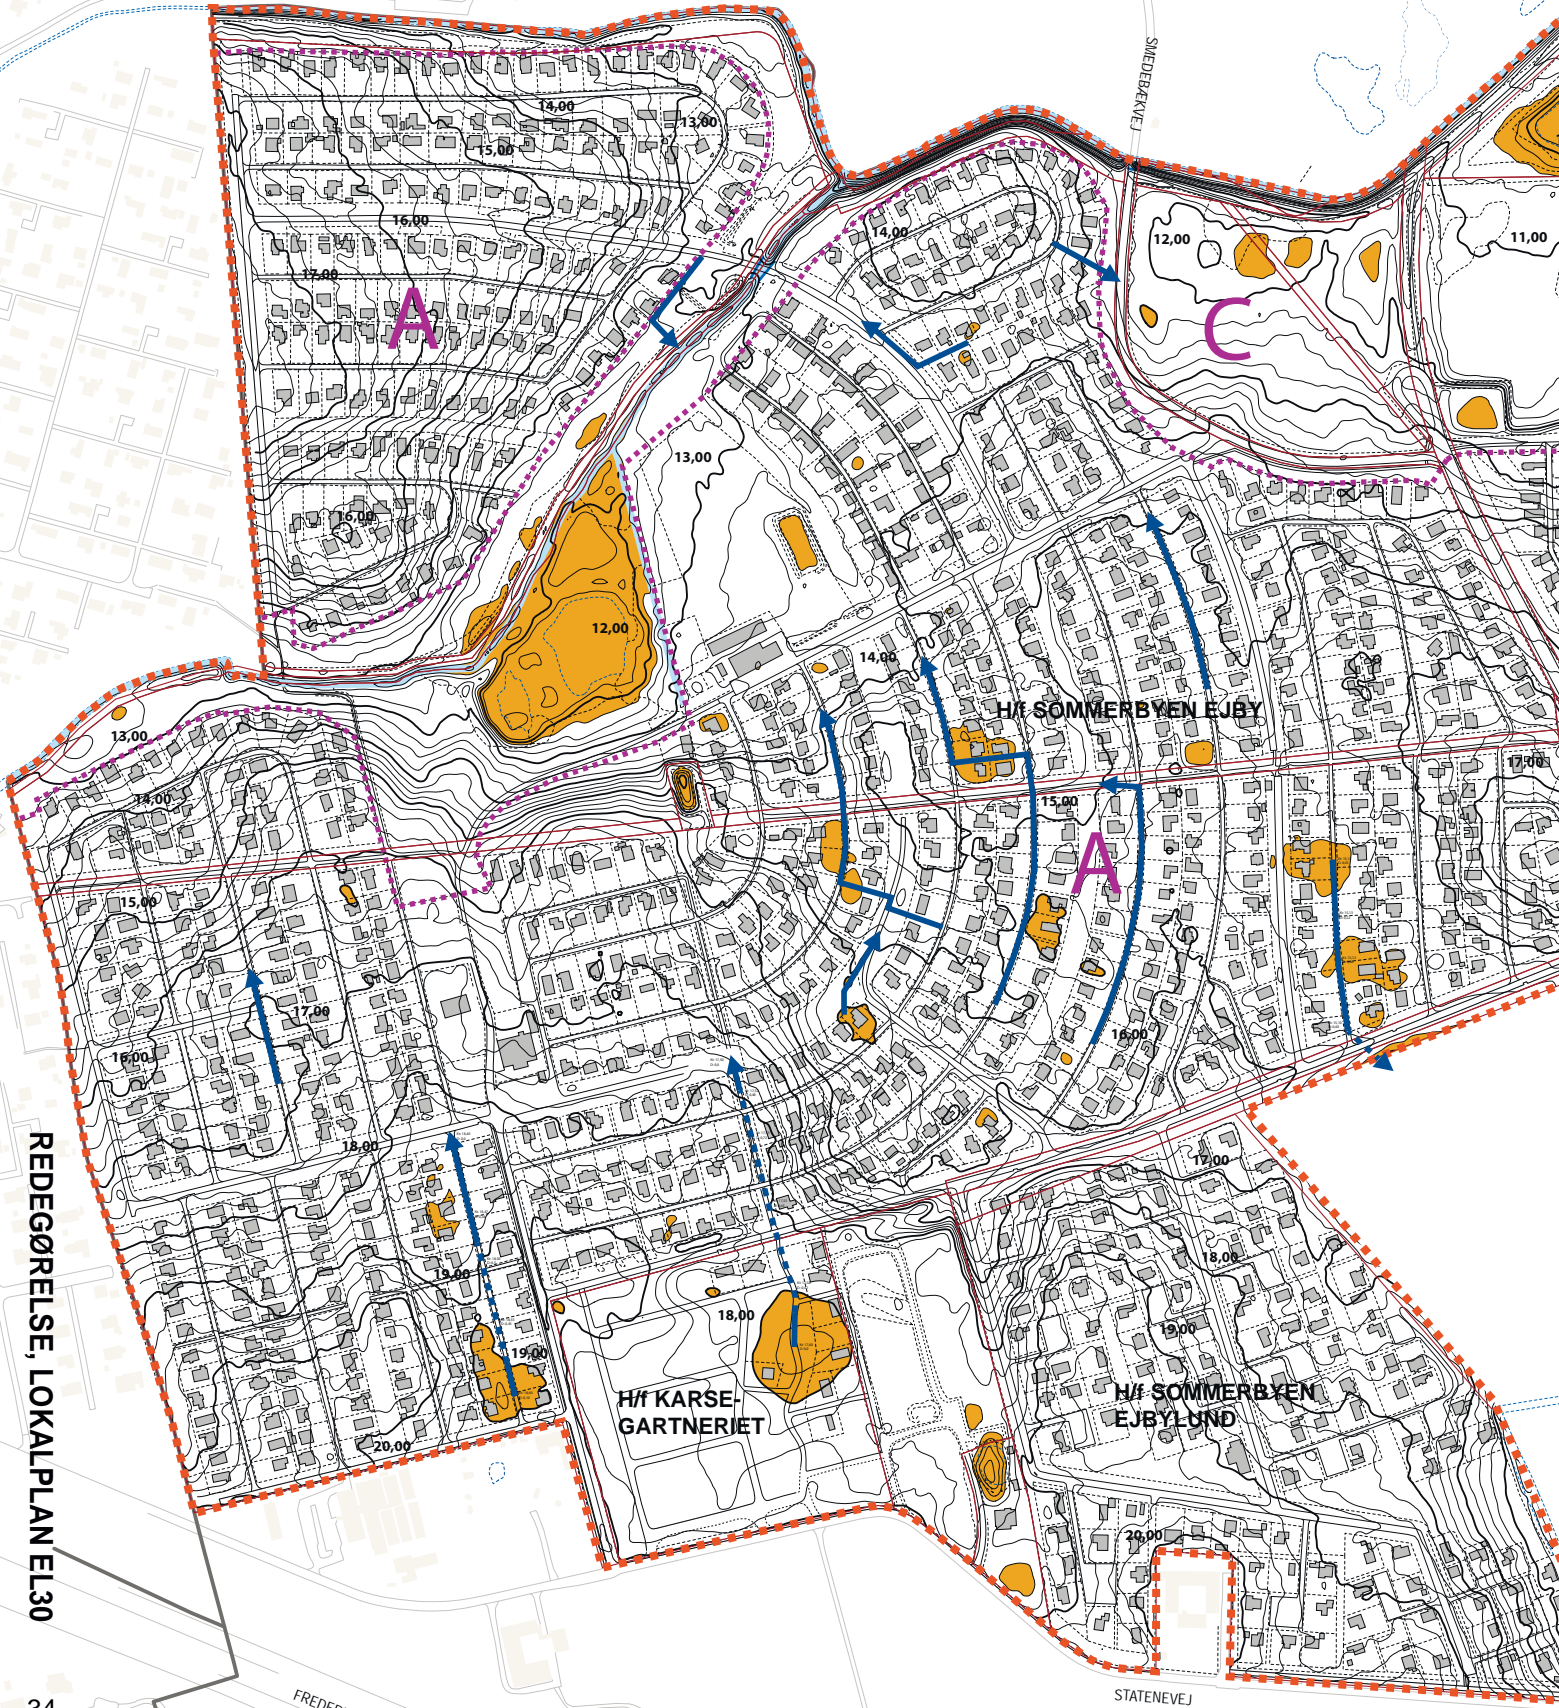 SMEDEBÆKVEJ
14,00
13,00
15,00
16,00
17,00
A
14,00
12,00
11,00
C
13,00
16,00
12,00
14,00
H/f SOMMERBYEN EJBY
13,00
14,00
15,00
17,00
A
15,00
17,00
16,00
16,00
18,00
17,00
18,00
19,00
18,00
19,00
19,00
H/f KARSE-
GARTNERIET
H/f SOMMERBYEN
EJBYLUND
20,00
20,00
REDEGØRELSE, LOKALPLAN EL30
STATENEVEJ